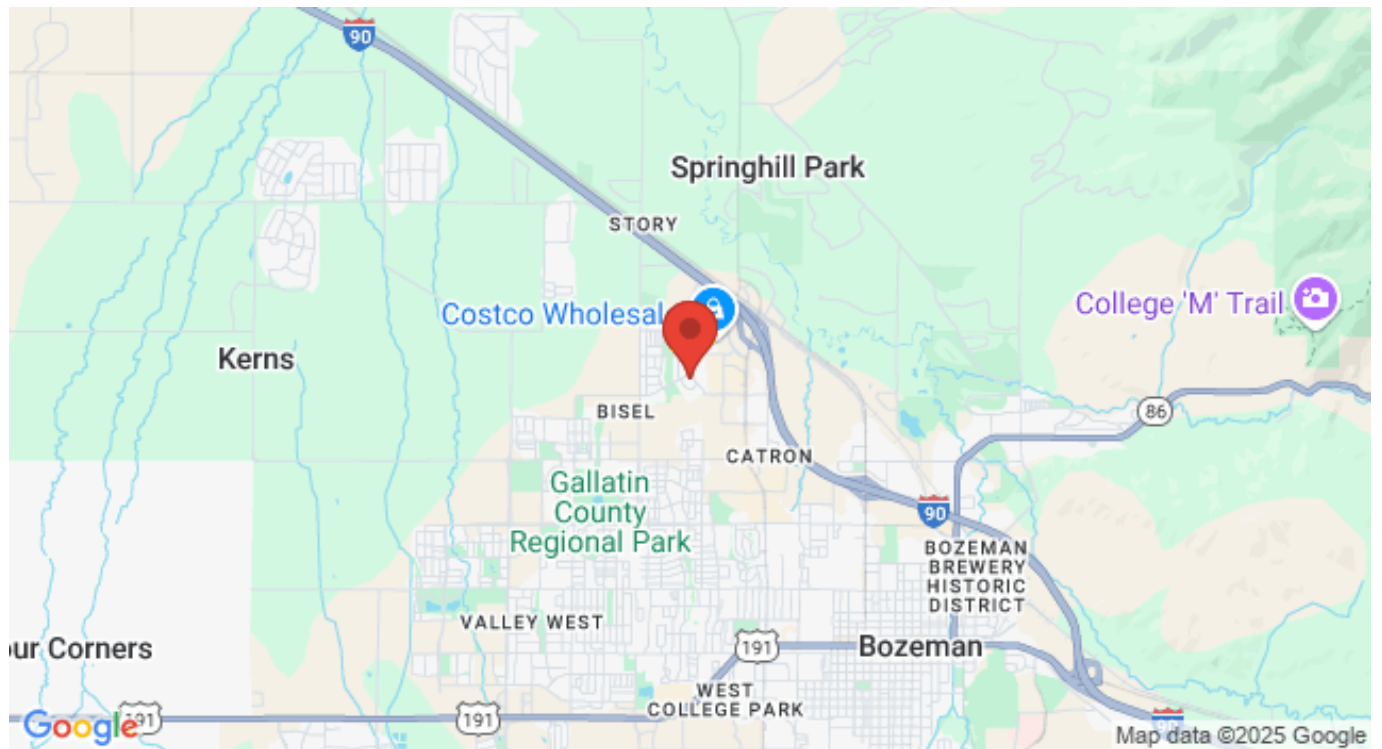 90
Springhill Park
STORY
Costco Wholesal
College 'M' Trail
Kerns
BISEL
86
CATRON
Gallatin
County
Regional Park
90
BOZEMAN
BREWERY
HISTORIC
DISTRICT
VALLEY WEST
ur Corners
191
Bozeman
WEST
COLLEGE PARK
Google
191
191
90
Map data ©2025 Google